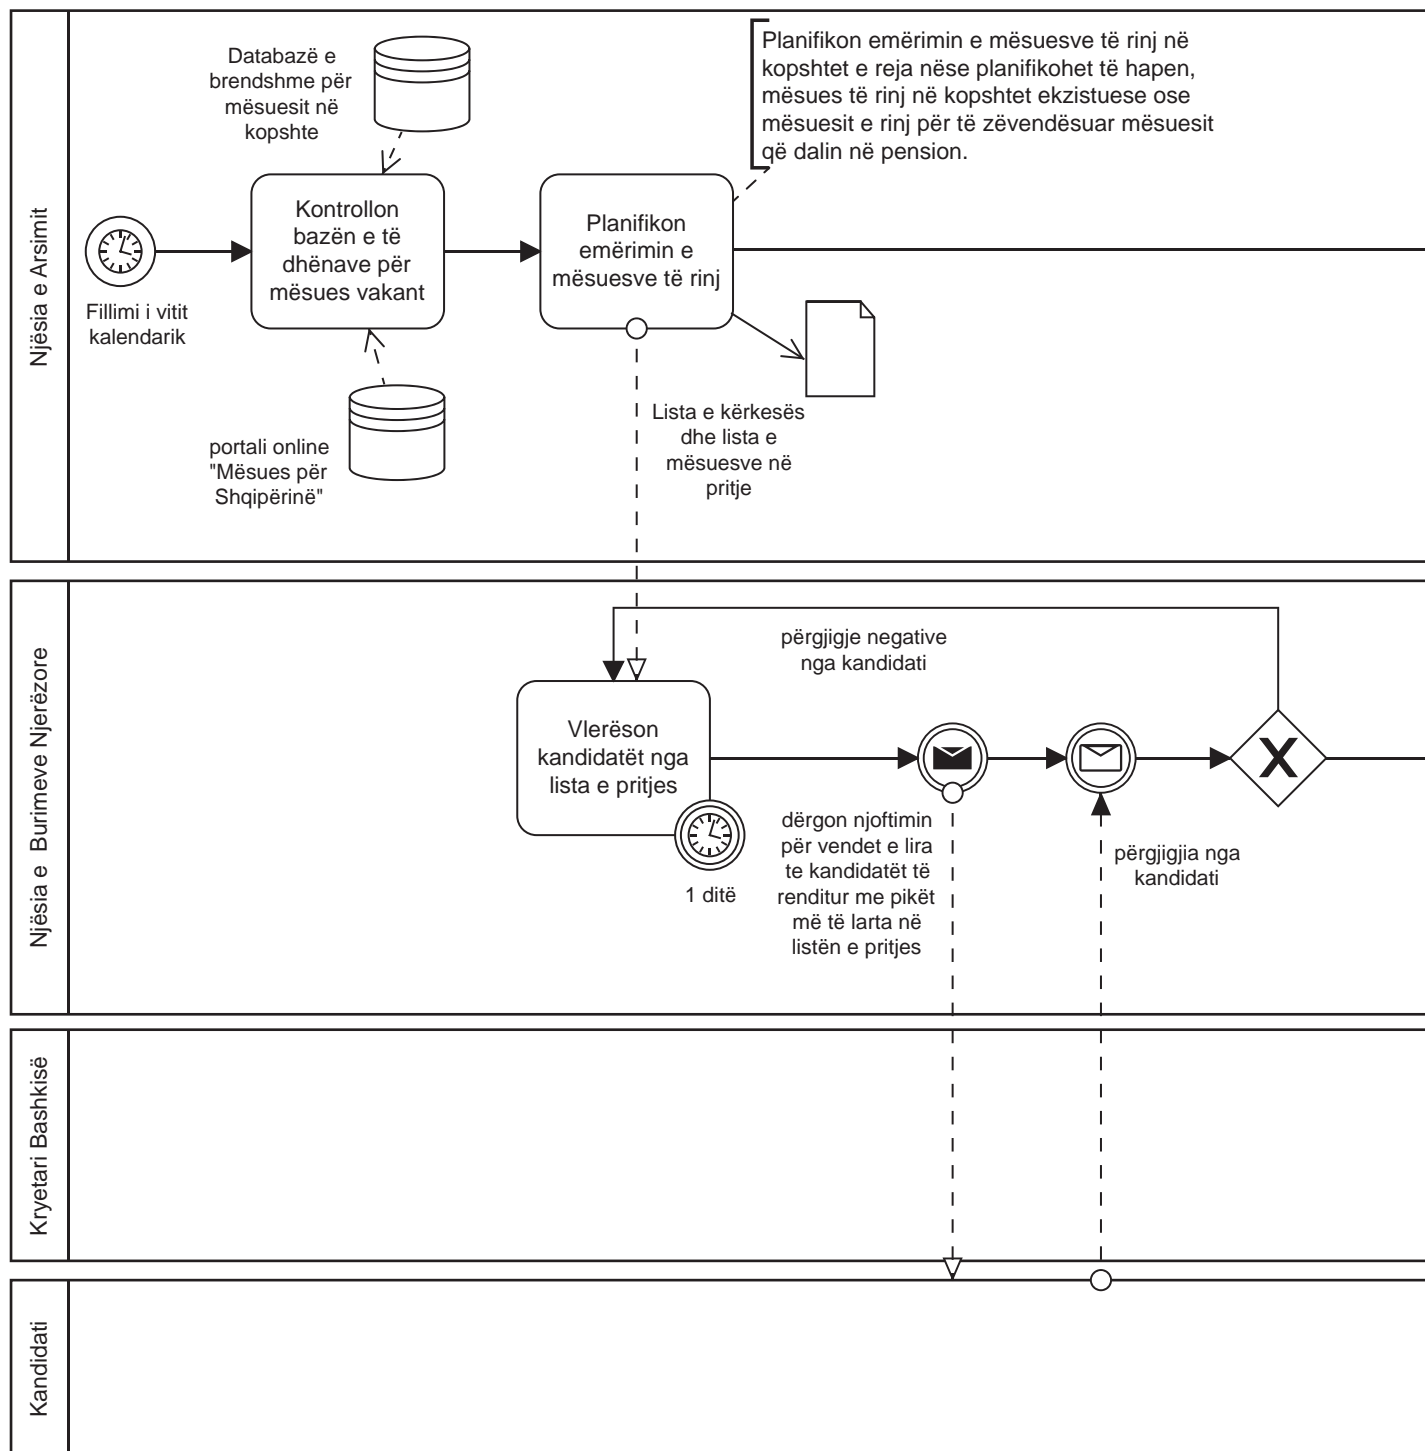 Njësia e Arsimit
Databazë e
brendshme për
mësuesit në
kopshte
Planifikon emërimin e mësuesve të rinj në
kopshtet e reja nëse planifikohet të hapen,
mësues të rinj në kopshtet ekzistuese ose
mësuesit e rinj për të zëvendësuar mësuesit
që dalin në pension.
Fillimi i vitit
kalendarik
Kontrollon
bazën e të
dhënave për
mësues vakant
Planifikon
emërimin e
mësuesve të rinj
portali online
"Mësues për
Shqipërinë"
Lista e kërkesës
dhe lista e
mësuesve në
pritje
Njësia e Burimeve Njerëzore
përgjigje negative
nga kandidati
Vlerëson
kandidatët nga
lista e pritjes
1 ditë
dërgon njoftimin
për vendet e lira
te kandidatët të
renditur me pikët
më të larta në
listën e pritjes
përgjigjia nga
kandidati
X
Kryetari Bashkisë
Kandidati